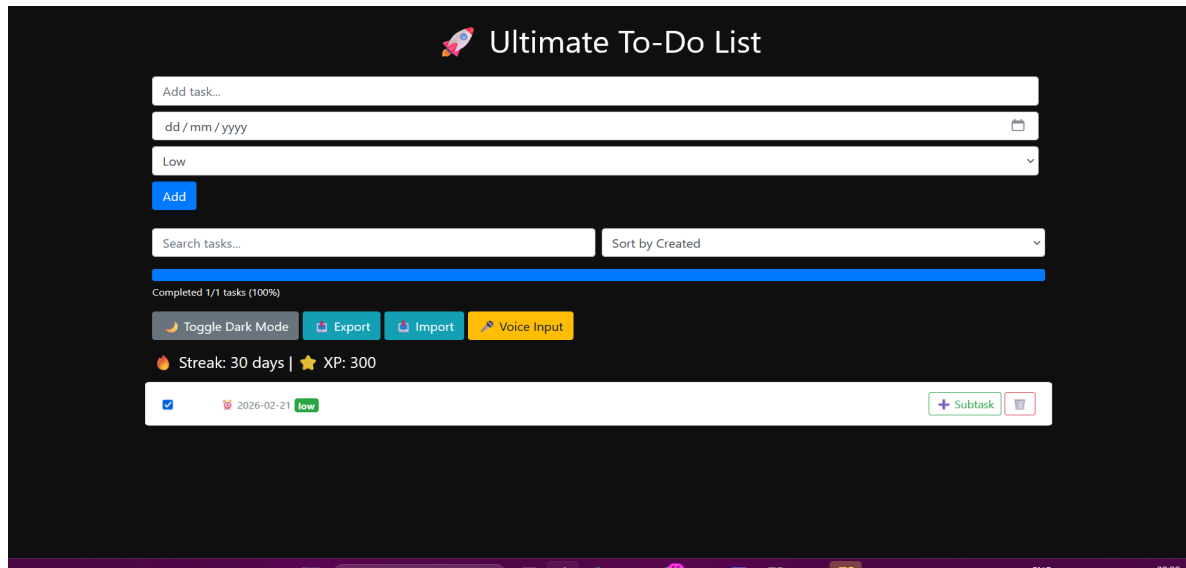 🚀 Ultimate To-Do List
Add task...
dd/mm/yyyy
Low
Add
Search tasks... Sort by Created
Completed 1/1 tasks (100%)
🌙 Toggle Dark Mode 📤 Export 📥 Import 🎤 Voice Input
🔥 Streak: 30 days | ⭐ XP: 300
⏰ 2026-02-21 low ➕ Subtask 🗑